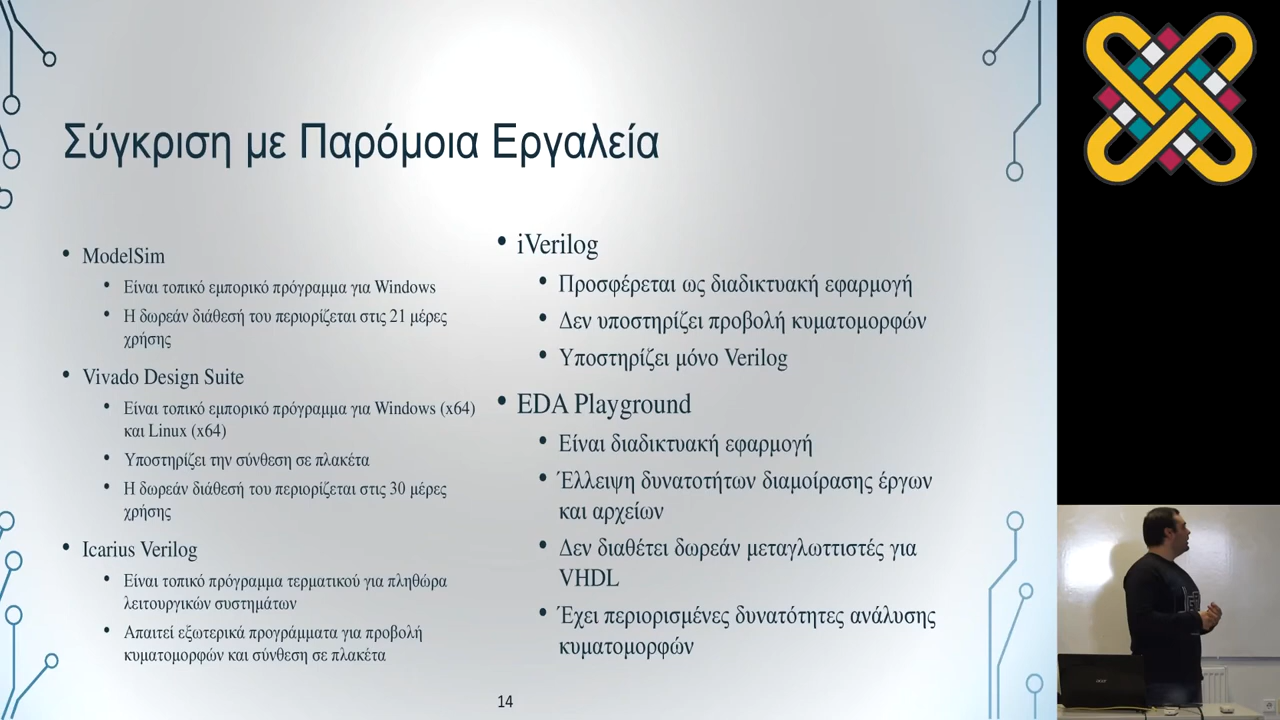 Σύγκριση με Παρόμοια Εργαλεία
• ModelSim
• Είναι τοπικό εμπορικό πρόγραμμα για Windows
• Η δωρεάν διάθεσή του περιορίζεται στις 21 μέρες
χρήσης
• Vivado Design Suite
• Είναι τοπικό εμπορικό πρόγραμμα για Windows (x64)
και Linux (x64)
• Υποστηρίζει την σύνθεση σε πλακέτα
• Η δωρεάν διάθεσή του περιορίζεται στις 30 μέρες
χρήσης
• Icarius Verilog
• Είναι τοπικό πρόγραμμα τερματικού για πληθώρα
λειτουργικών συστημάτων
• Απαιτεί εξωτερικά προγράμματα για προβολή
κυματομορφών και σύνθεση σε πλακέτα
• iVerilog
• Προσφέρεται ως διαδικτυακή εφαρμογή
• Δεν υποστηρίζει προβολή κυματομορφών
• Υποστηρίζει μόνο Verilog
• EDA Playground
• Είναι διαδικτυακή εφαρμογή
• Έλλειψη δυνατοτήτων διαμοίρασης έργων
και αρχείων
• Δεν διαθέτει δωρεάν μεταγλωττιστές για
VHDL
• Έχει περιορισμένες δυνατότητες ανάλυσης
κυματομορφών
14
acer